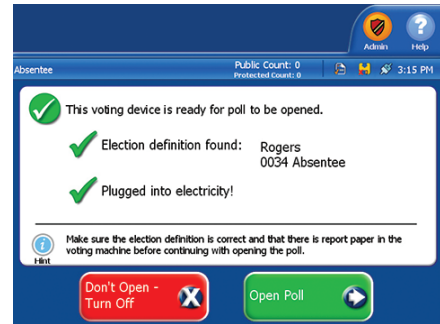 Admin
Help
Absentee
Public Count: 0
Protected Count: 0
3:15 PM
This voting device is ready for poll to be opened.
Election definition found:
Rogers
0034 Absentee
Plugged into electricity!
Make sure the election definition is correct and that there is report paper in the
voting machine before continuing with opening the poll.
Hint
Don't Open -
Turn Off
Open Poll